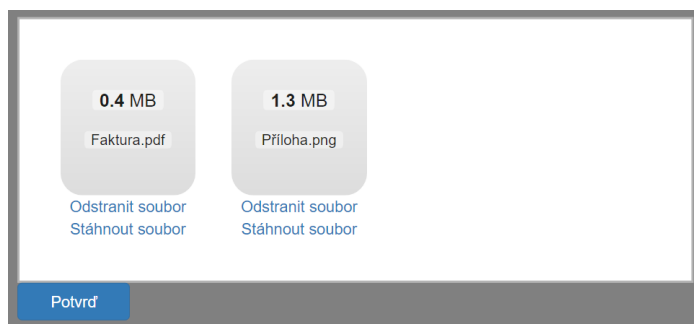 0.4 MB
1.3 MB
Faktura.pdf
Příloha.png
Odstranit soubor
Odstranit soubor
Stáhnout soubor
Stáhnout soubor
Potvrď